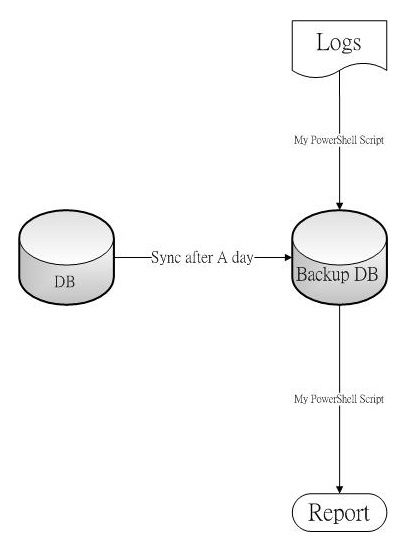 Logs
My PowerShell Script
DB
Sync after A day
Backup DB
My PowerShell Script
Report